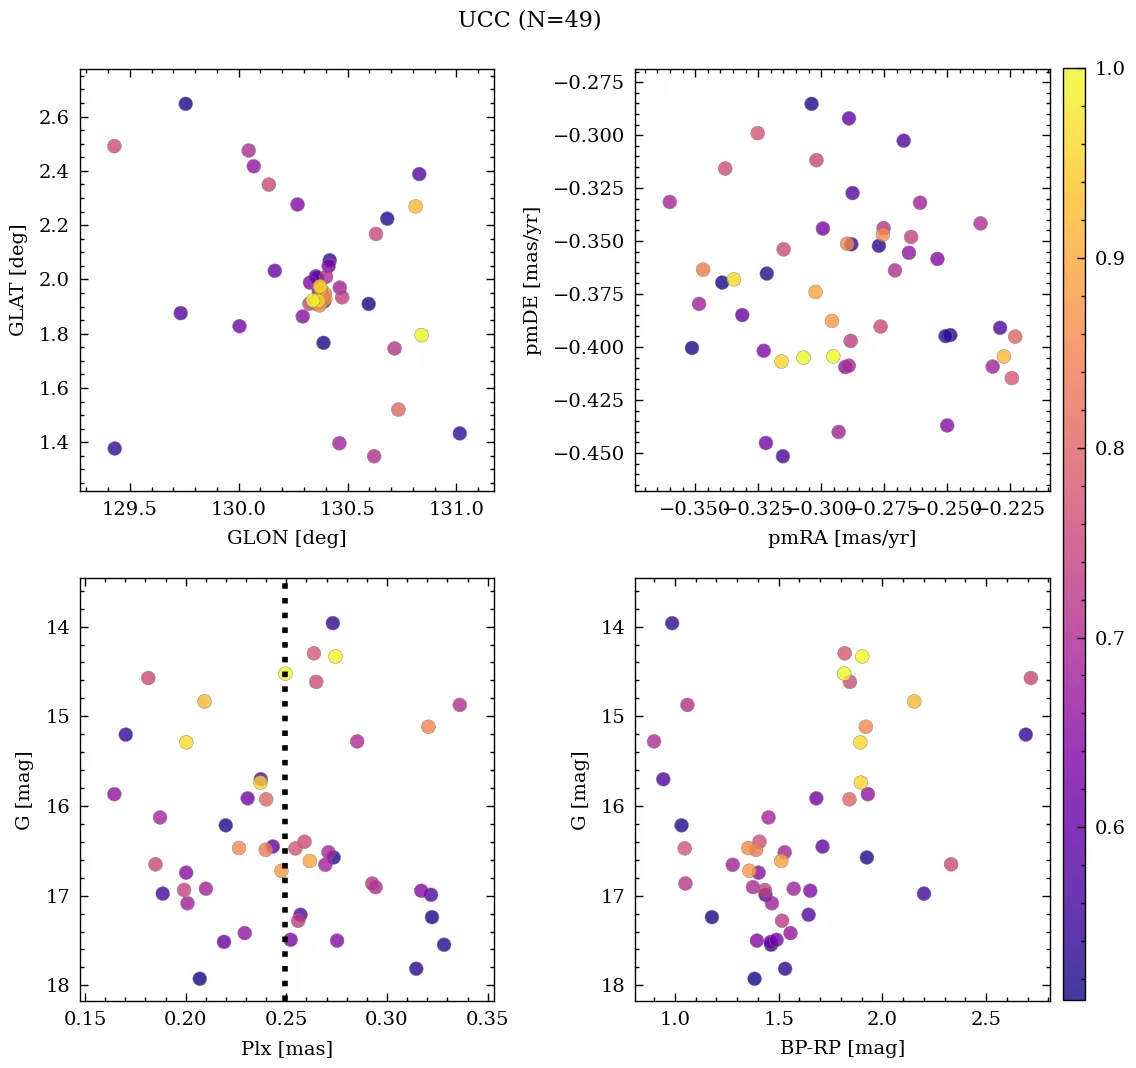 UCC (N=49)
2.6
2.4
2.2
2.0
1.8
1.6
1.4
GLAT [deg]
129.5 130.0 130.5 131.0
GLON [deg]
−0.275
−0.300
−0.325
−0.350
−0.375
−0.400
−0.425
−0.450
pmDE [mas/yr]
−0.350 −0.325 −0.300 −0.275 −0.250 −0.225
pmRA [mas/yr]
1.0
0.9
0.8
0.7
0.6
14
15
16
17
18
G [mag]
0.15 0.20 0.25 0.30 0.35
Plx [mas]
14
15
16
17
18
G [mag]
1.0 1.5 2.0 2.5
BP-RP [mag]